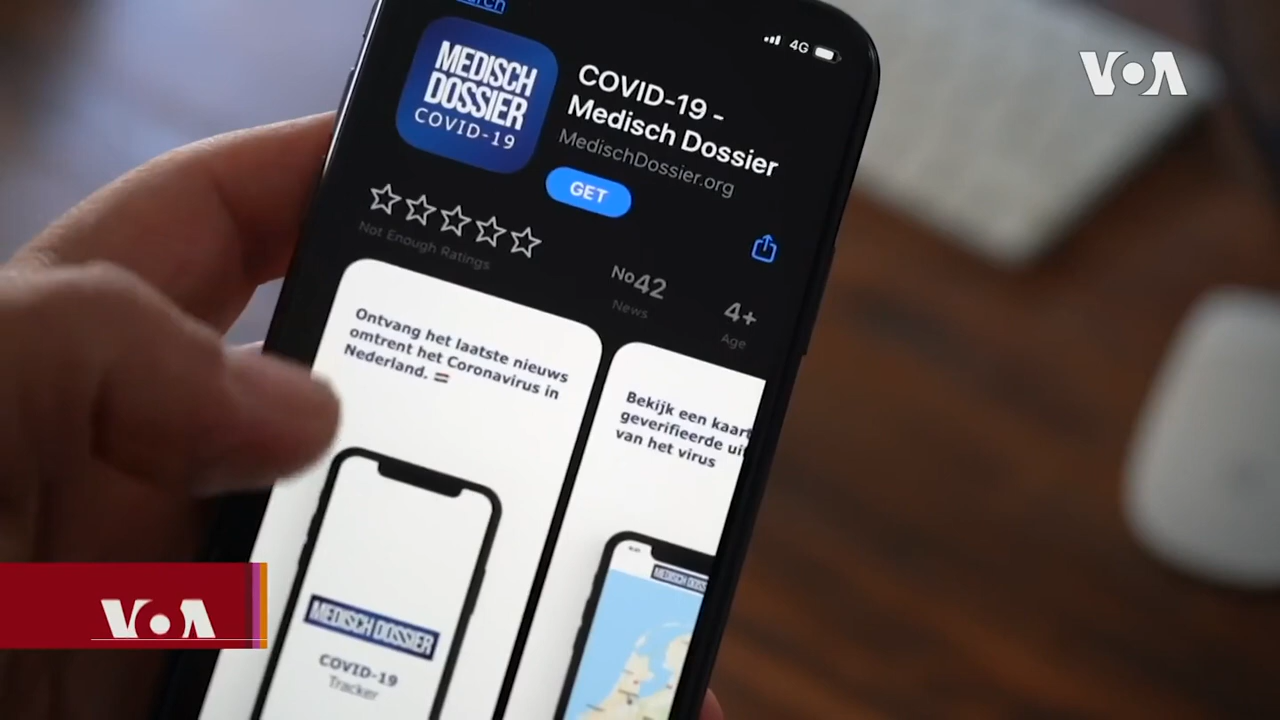 VOA
4G
MEDISCH
DOSSIER
COVID-19
COVID-19 -
Medisch Dossier
MedischDossier.org
GET
Not Enough Ratings
No42
News
4+
Age
Ontvang het laatste nieuws
omtrent het Coronavirus in
Nederland.
Bekijk een
geverifieerde
van het virus
MEDISCH DOSSIER
COVID-19
Tracker
MEDISCH
VOA